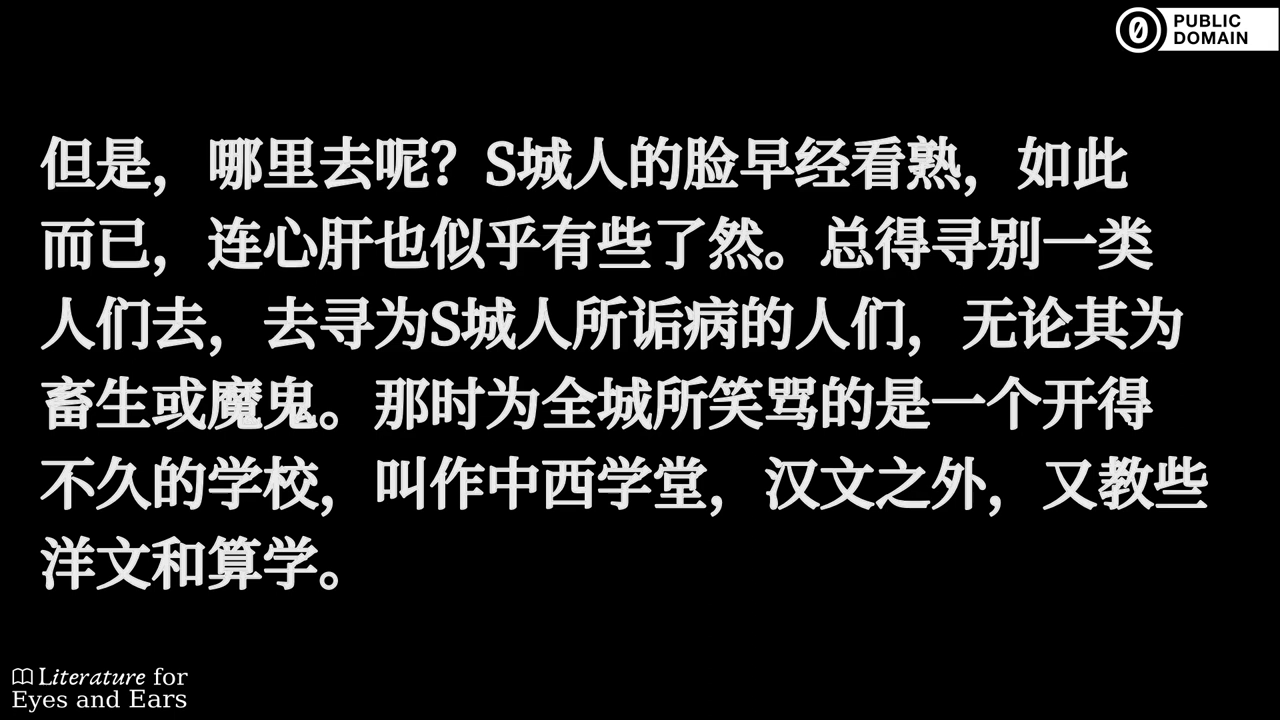 PUBLIC
DOMAIN
但是，哪里去呢？S城人的脸早经看熟，如此
而已，连心肝也似乎有些了然。总得寻别一类
人们去，去寻为S城人所诟病的人们，无论其为
畜生或魔鬼。那时为全城所笑骂的是一个开得
不久的学校，叫作中西学堂，汉文之外，又教些
洋文和算学。
Literature for
Eyes and Ears